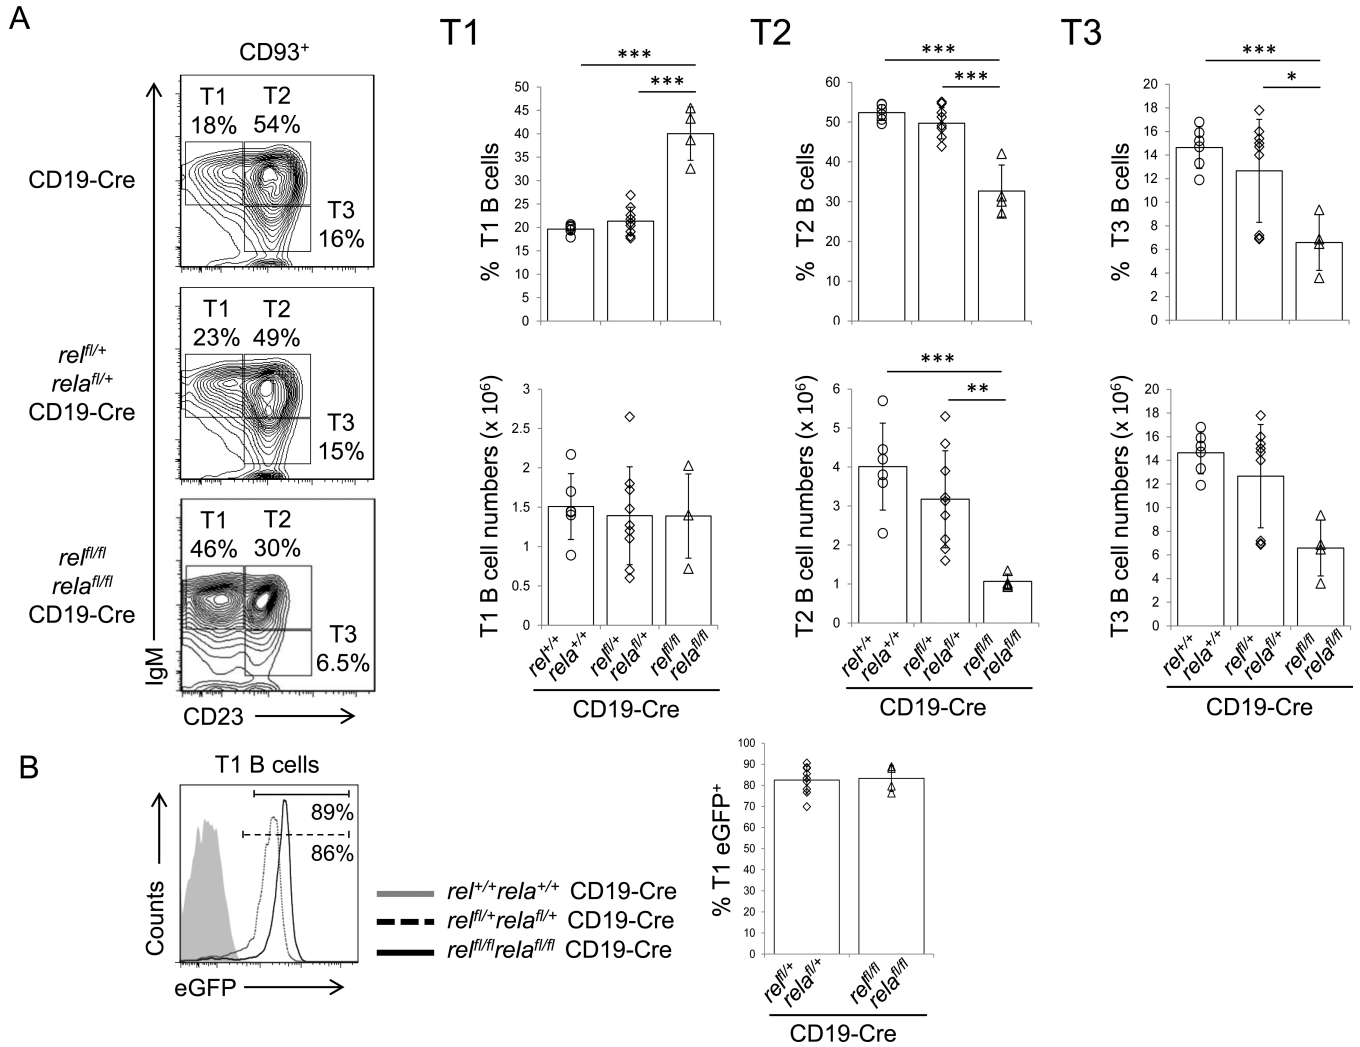 A
CD93+
T1 T2
18% 54%
T3
16%
CD19-Cre
T1 T2
23% 49%
T3
15%
relfl/+
relafl/+
CD19-Cre
T1 T2
46% 30%
T3
6.5%
relfl/fl
relafl/fl
CD19-Cre
IgM
CD23
T1
***
***
% T1 B cells
50
45
40
35
30
25
20
15
10
5
0
T2
***
***
% T2 B cells
60
50
40
30
20
10
0
T3
***
*
% T3 B cells
20
18
16
14
12
10
8
6
4
2
0
T1 B cell numbers (x 10⁶)
3
2.5
2
1.5
1
0.5
0
rel+/+
rela+/+
relfl/+
relafl/+
relfl/fl
relafl/fl
CD19-Cre
***
**
T2 B cell numbers (x 10⁶)
6
5
4
3
2
1
0
rel+/+
rela+/+
relfl/+
relafl/+
relfl/fl
relafl/fl
CD19-Cre
T3 B cell numbers (x 10⁶)
20
18
16
14
12
10
8
6
4
2
0
rel+/+
rela+/+
relfl/+
relafl/+
relfl/fl
relafl/fl
CD19-Cre
B
T1 B cells
89%
86%
Counts
eGFP
rel+/+rela+/+ CD19-Cre
relfl/+relafl/+ CD19-Cre
relfl/flrelafl/fl CD19-Cre
% T1 eGFP+
100
90
80
70
60
50
40
30
20
10
0
relfl/+
relafl/+
relfl/fl
relafl/fl
CD19-Cre